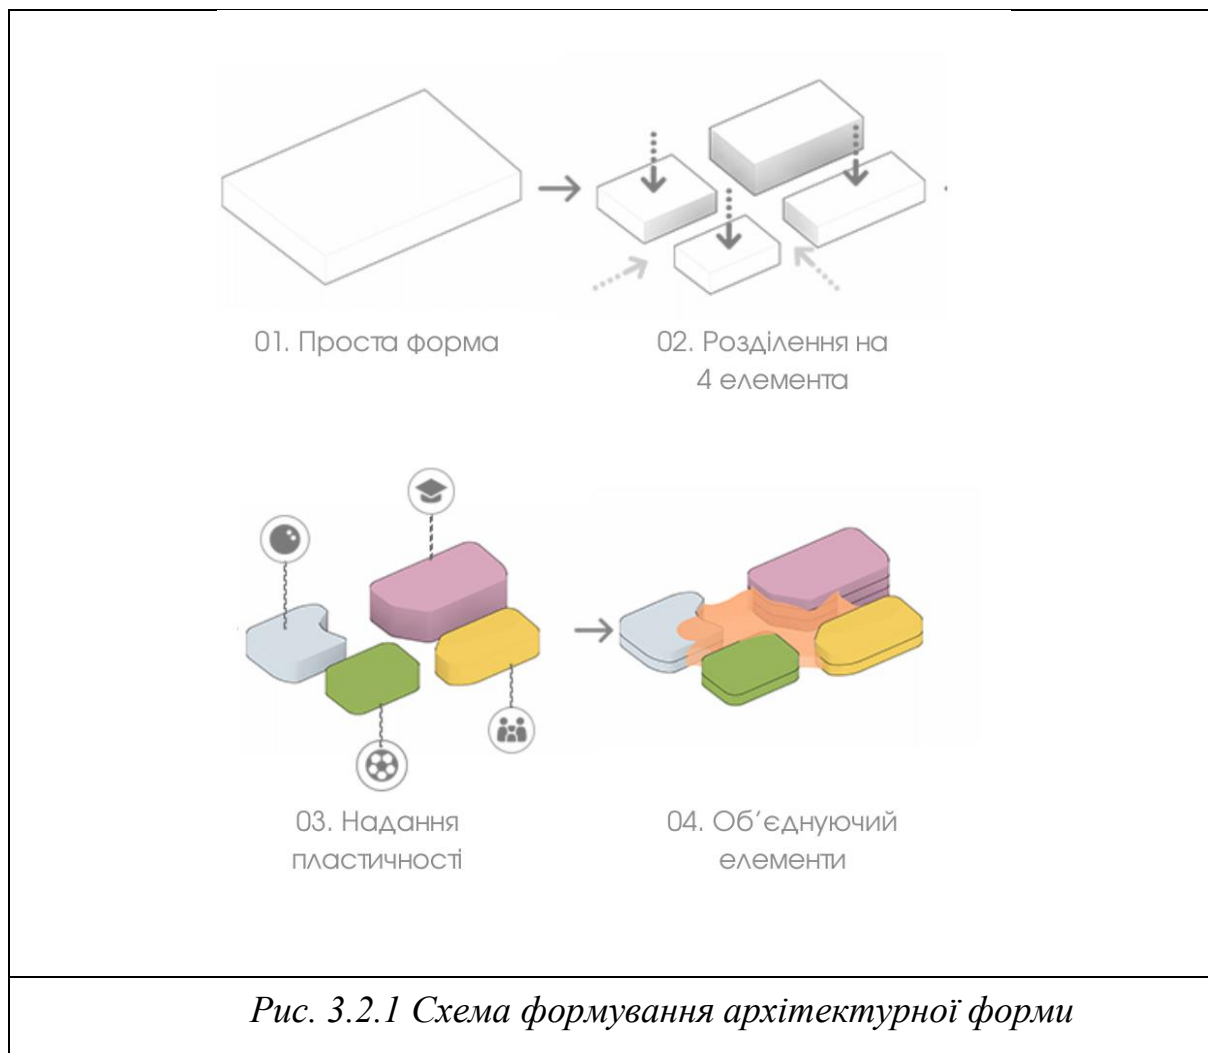 01. Проста форма
02. Розділення на
4 елемента
03. Надання
пластичності
04. Об’єднуючий
елементи
Рис. 3.2.1 Схема формування архітектурної форми